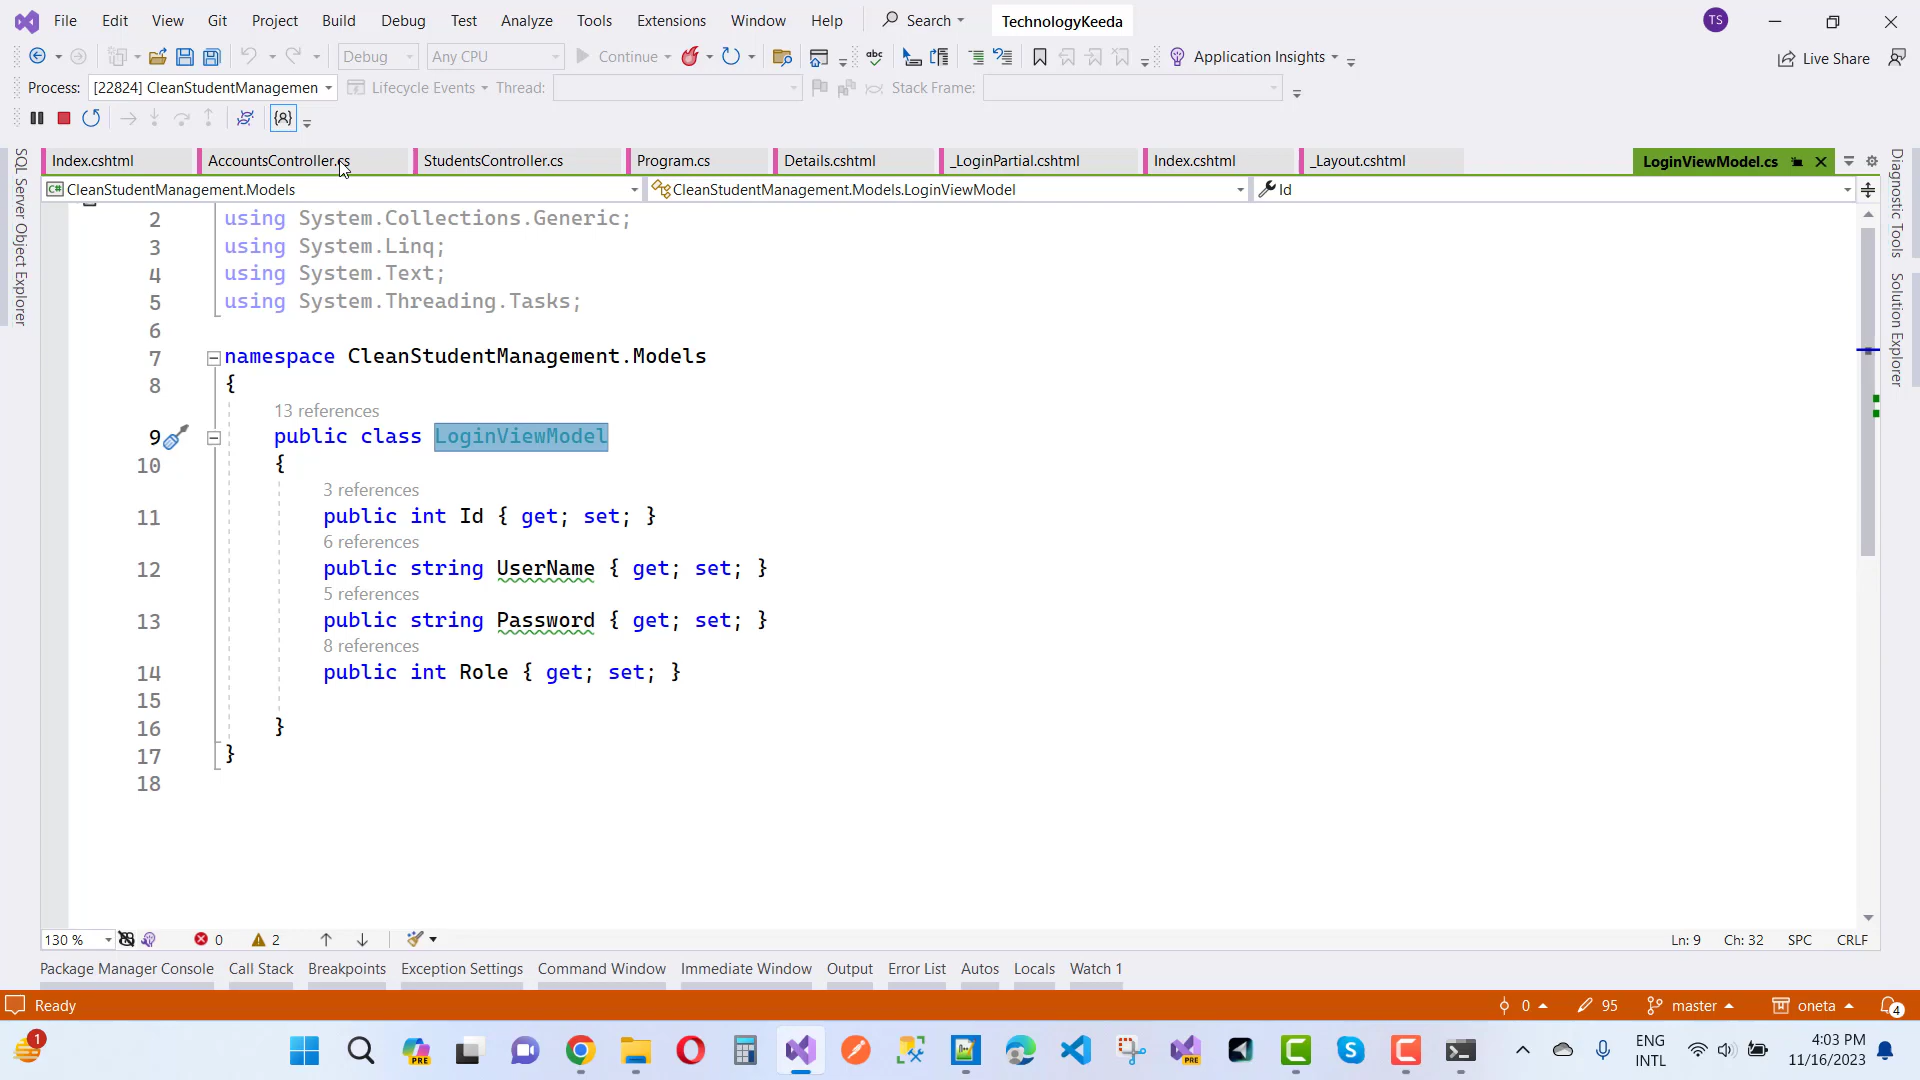 File Edit View Git Project Build Debug Test Analyze Tools Extensions Window Help Search TechnologyKeeda TS
Debug Any CPU Continue abc Application Insights Live Share
Process: [22824] CleanStudentManagemen Lifecycle Events Thread: Stack Frame:
Index.cshtml AccountsController.cs StudentsController.cs Program.cs Details.cshtml _LoginPartial.cshtml Index.cshtml _Layout.cshtml LoginViewModel.cs
C# CleanStudentManagement.Models CleanStudentManagement.Models.LoginViewModel Id
SQL Server Object Explorer
Diagnostic Tools
Solution Explorer
2 using System.Collections.Generic;
3 using System.Linq;
4 using System.Text;
5 using System.Threading.Tasks;
6
7 namespace CleanStudentManagement.Models
8 {
13 references
9 public class LoginViewModel
10 {
3 references
11 public int Id { get; set; }
6 references
12 public string UserName { get; set; }
5 references
13 public string Password { get; set; }
8 references
14 public int Role { get; set; }
15
16 }
17 }
18
130 % 0 2 Ln: 9 Ch: 32 SPC CRLF
Package Manager Console Call Stack Breakpoints Exception Settings Command Window Immediate Window Output Error List Autos Locals Watch 1
Ready 0 95 master oneta 4
1 PRE PRE ENG 4:03 PM
INTL 11/16/2023